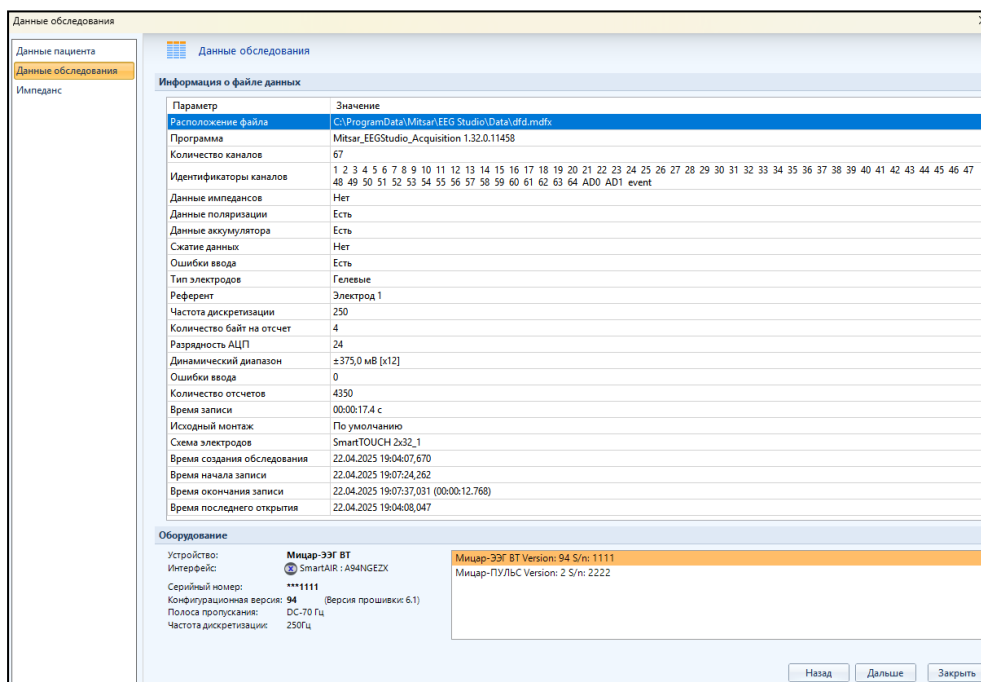 Данные обследования
Данные пациента
Данные обследования
Импеданс
Данные обследования
Информация о файле данных
Параметр Значение
Расположение файла C:\ProgramData\Mitsar\EEG Studio\Data\dfd.mdfx
Программа Mitsar_EEGStudio_Acquisition 1.32.0.11458
Количество каналов 67
Идентификаторы каналов 1 2 3 4 5 6 7 8 9 10 11 12 13 14 15 16 17 18 19 20 21 22 23 24 25 26 27 28 29 30 31 32 33 34 35 36 37 38 39 40 41 42 43 44 45 46 47
48 49 50 51 52 53 54 55 56 57 58 59 60 61 62 63 64 AD0 AD1 event
Данные импедансов Нет
Данные поляризации Есть
Данные аккумулятора Есть
Сжатие данных Нет
Ошибки ввода Есть
Тип электродов Гелевые
Референт Электрод 1
Частота дискретизации 250
Количество байт на отсчет 4
Разрядность АЦП 24
Динамический диапазон ±375,0 мВ [x12]
Ошибки ввода 0
Количество отсчетов 4350
Время записи 00:00:17.4 с
Исходный монтаж По умолчанию
Схема электродов SmartTOUCH 2x32_1
Время создания обследования 22.04.2025 19:04:07,670
Время начала записи 22.04.2025 19:07:24,262
Время окончания записи 22.04.2025 19:07:37,031 (00:00:12.768)
Время последнего открытия 22.04.2025 19:04:08,047
Оборудование
Устройство: Мицар-ЭЭГ ВТ
Интерфейс: SmartAIR : A94NGEZX
Серийный номер: ***1111
Конфигурационная версия: 94 (Версия прошивки: 6.1)
Полоса пропускания: DC-70 Гц
Частота дискретизации: 250Гц
Мицар-ЭЭГ ВТ Version: 94 S/n: 1111
Мицар-ПУЛЬС Version: 2 S/n: 2222
Назад Дальше Закрыть